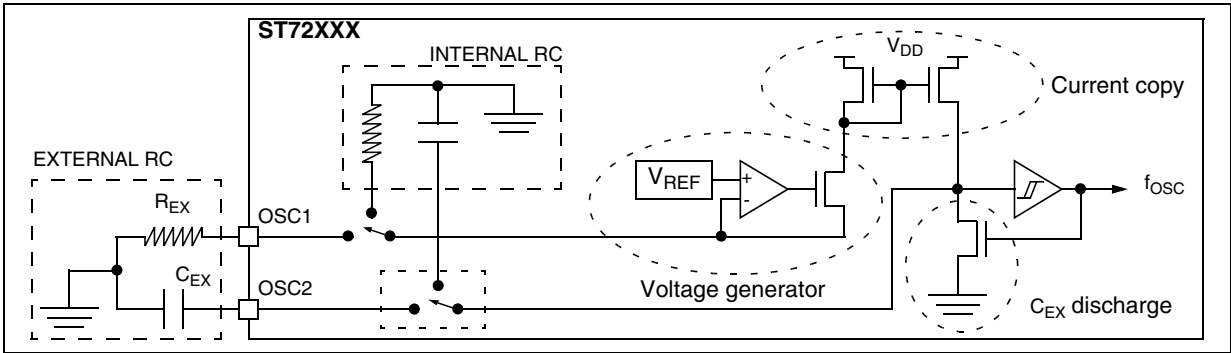 ST72XXX
INTERNAL RC
VDD
Current copy
EXTERNAL RC
VREF
+
-
fOSC
REX
OSC1
CEX
OSC2
Voltage generator
CEX discharge